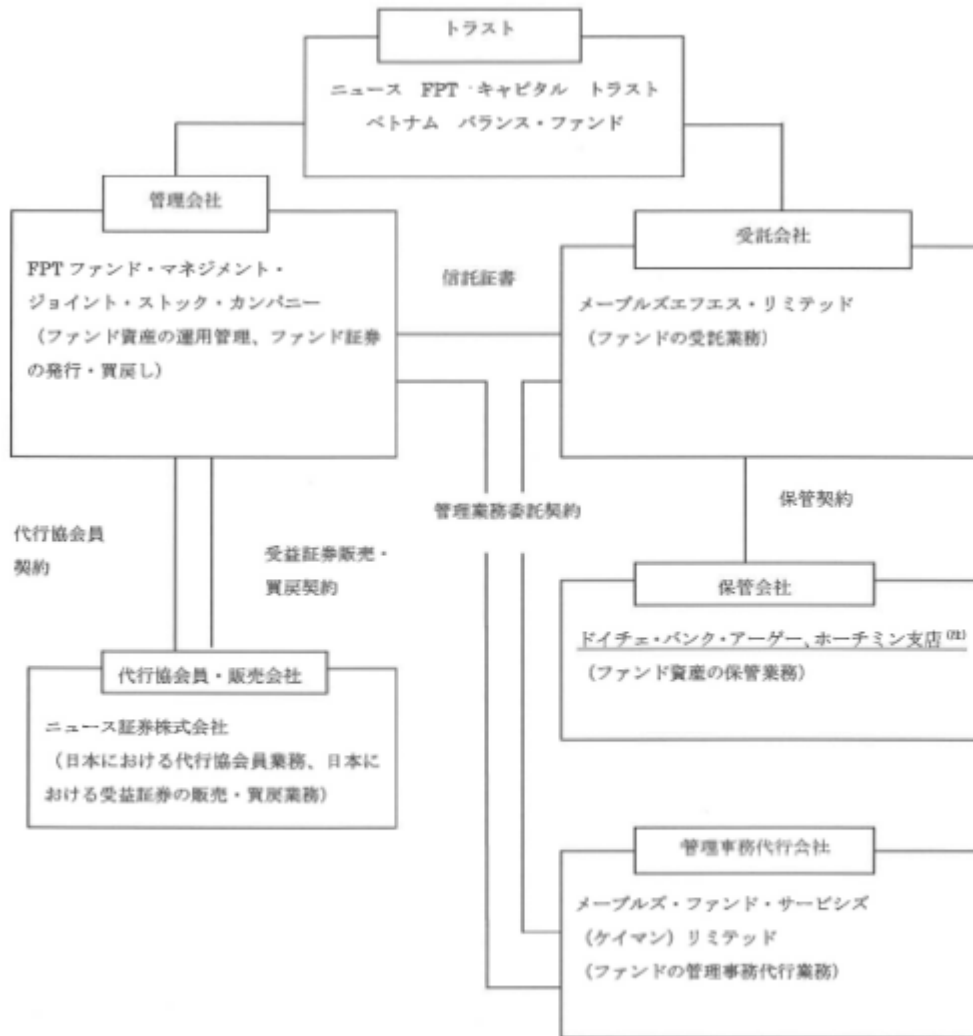 トラスト
ニュース FPT・キャピタル トラスト
ベトナム バランス・ファンド
管理会社
FPT ファンド・マネジメント・
ジョイント・ストック・カンパニー
(ファンド資産の運用管理、ファンド証券
の発行・買戻し)
信託証書
受託会社
メープルズエフエス・リミテッド
(ファンドの受託業務)
代行協会員
契約
受益証券販売・
買戻契約
管理業務委託契約
保管契約
保管会社
ドイチェ・バンク・アーゲー、ホーチミン支店
(ファンド資産の保管業務)
代行協会員・販売会社
ニュース証券株式会社
(日本における代行協会員業務、日本に
おける受益証券の販売・買戻業務)
管理事務代行会社
メープルズ・ファンド・サービシズ
(ケイマン)リミテッド
(ファンドの管理事務代行業務)